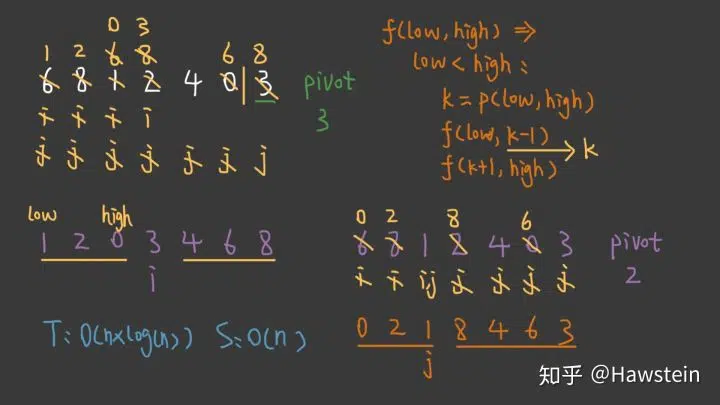 0 3
1 2 6 8 6 8
6 8 1 2 4 0 3 pivot
i i i i 3
j j j j j j j
f(low, high) ⇒
low < high:
k = p(low, high)
f(low, k-1) → k
f(k+1, high)
low high
1 2 0 3 4 6 8
i
T: O(n×log(n)) S: O(n)
0 2 8 6
6 8 1 2 4 0 3 pivot
i i i,j j j j j 2
0 2 1 8 4 6 3
j
知乎 @Hawstein